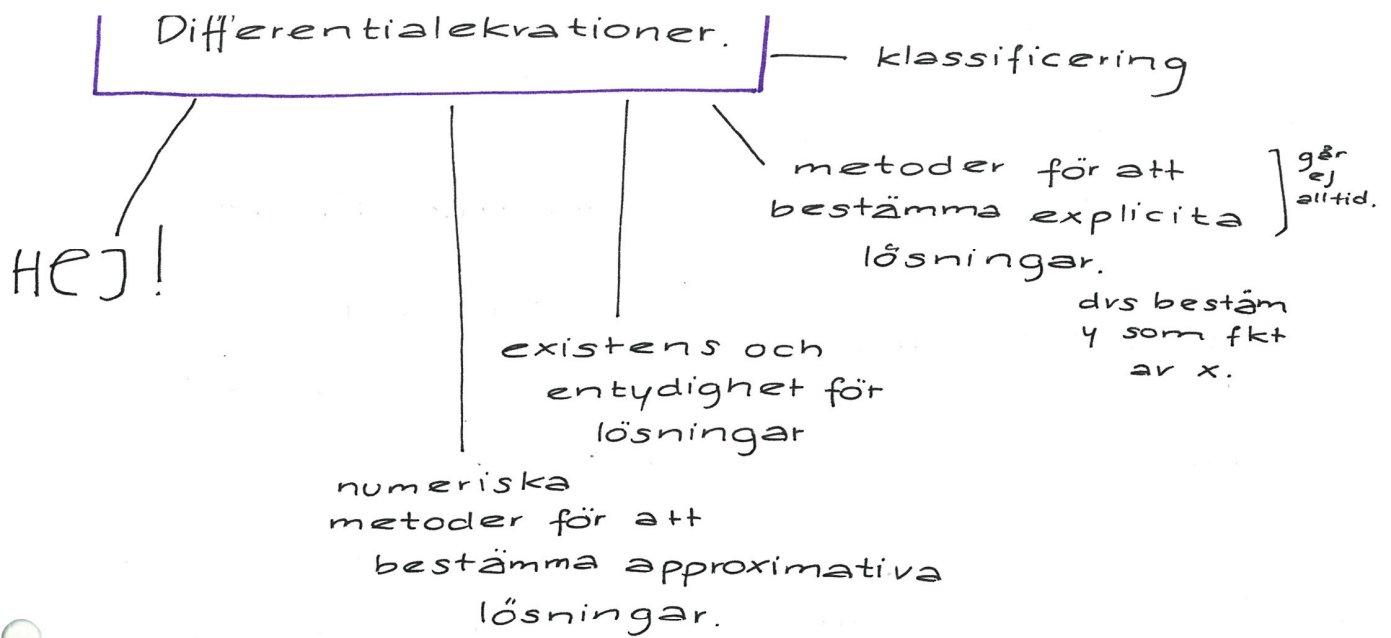 Differentialekvationer.
klassificering
metoder för att
bestämma explicita
lösningar.
går
ej
alltid.
dvs bestäm
y som fkt
av x.
Hej!
existens och
entydighet för
lösningar
numeriska
metoder för att
bestämma approximativa
lösningar.